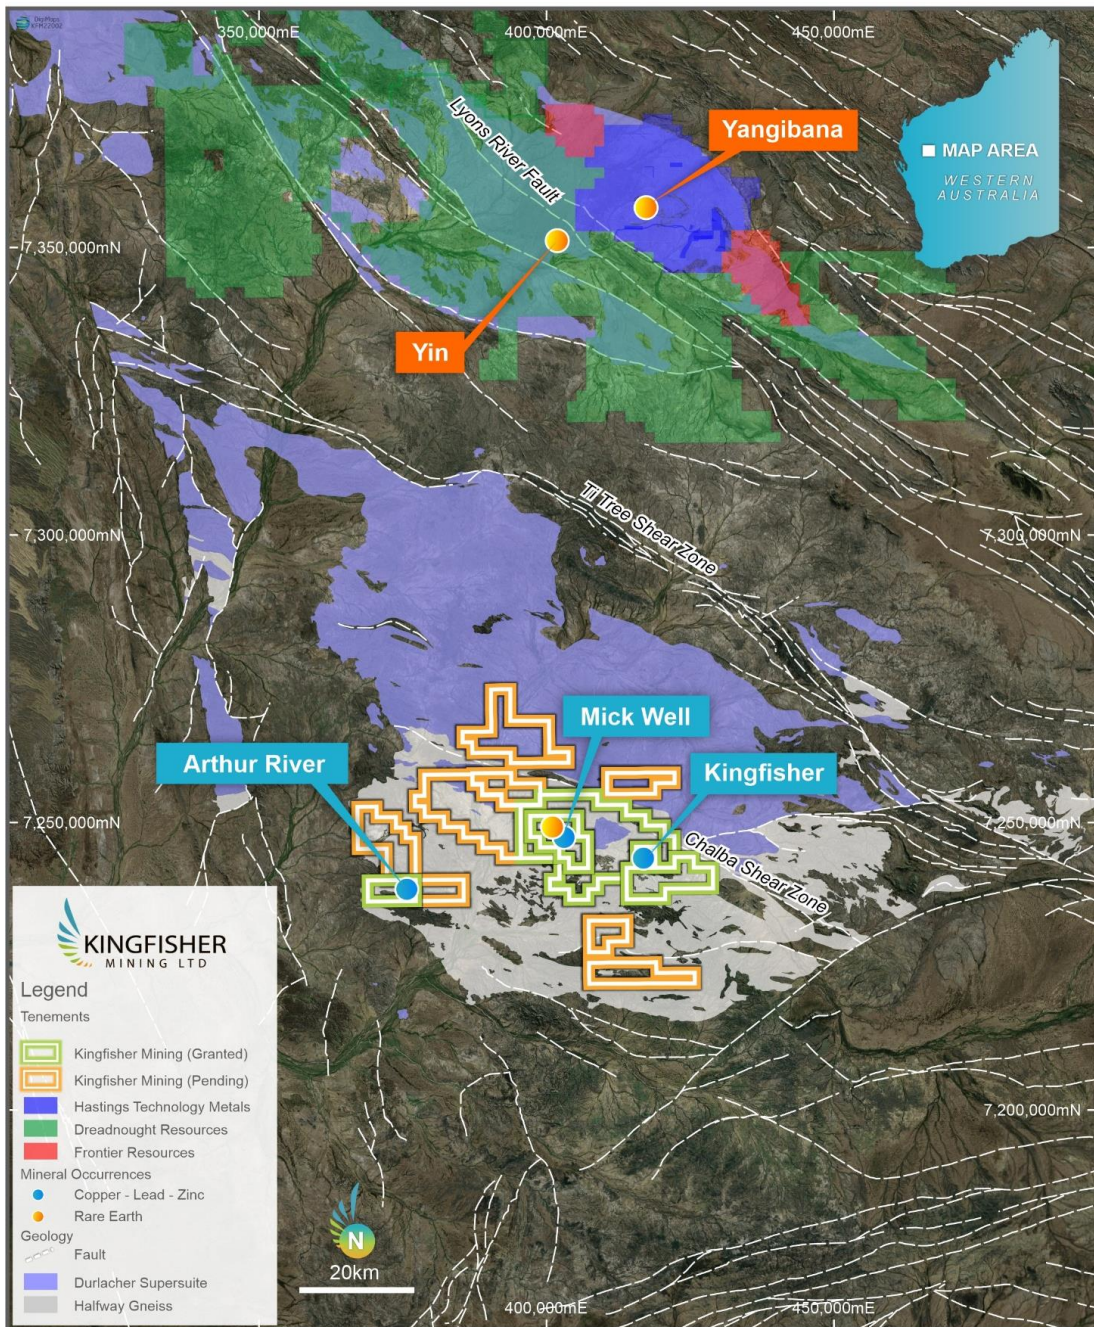 DigiMaps
KFM22002
350,000mE
400,000mE
450,000mE
Lyons River Fault
Yangibana
MAP AREA
WESTERN
AUSTRALIA
7,350,000mN
Yin
Ti Tree Shear Zone
7,300,000mN
7,300,000mN
Mick Well
Arthur River
Kingfisher
7,250,000mN
7,250,000mN
Chalba Shear Zone
KINGFISHER
MINING LTD
Legend
Tenements
Kingfisher Mining (Granted)
Kingfisher Mining (Pending)
Hastings Technology Metals
Dreadnought Resources
Frontier Resources
Mineral Occurrences
Copper - Lead - Zinc
Rare Earth
Geology
Fault
Durlacher Supersuite
Halfway Gneiss
7,200,000mN
N
20km
400,000mE
450,000mE